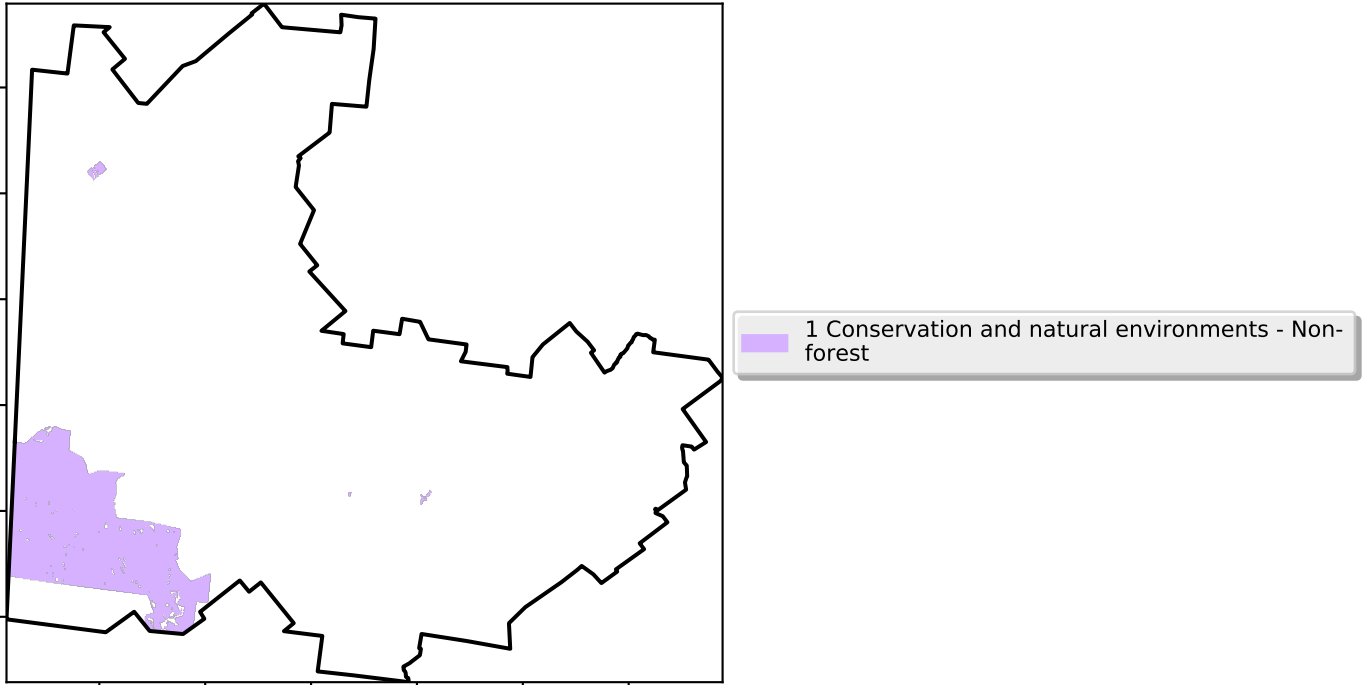 1 Conservation and natural environments - Non-
forest